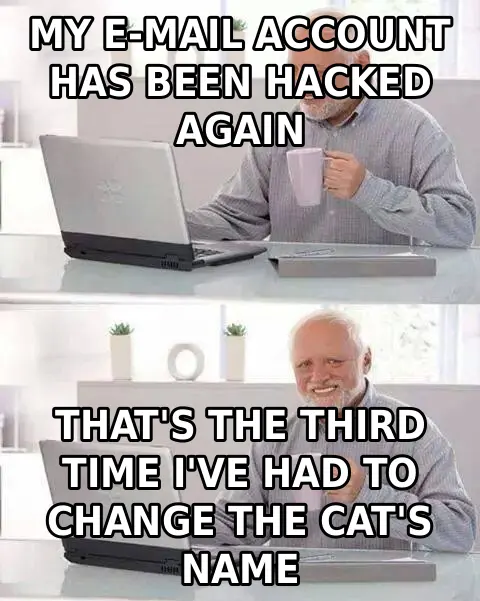 MY E-MAIL ACCOUNT
HAS BEEN HACKED
AGAIN
THAT'S THE THIRD
TIME I'VE HAD TO
CHANGE THE CAT'S
NAME